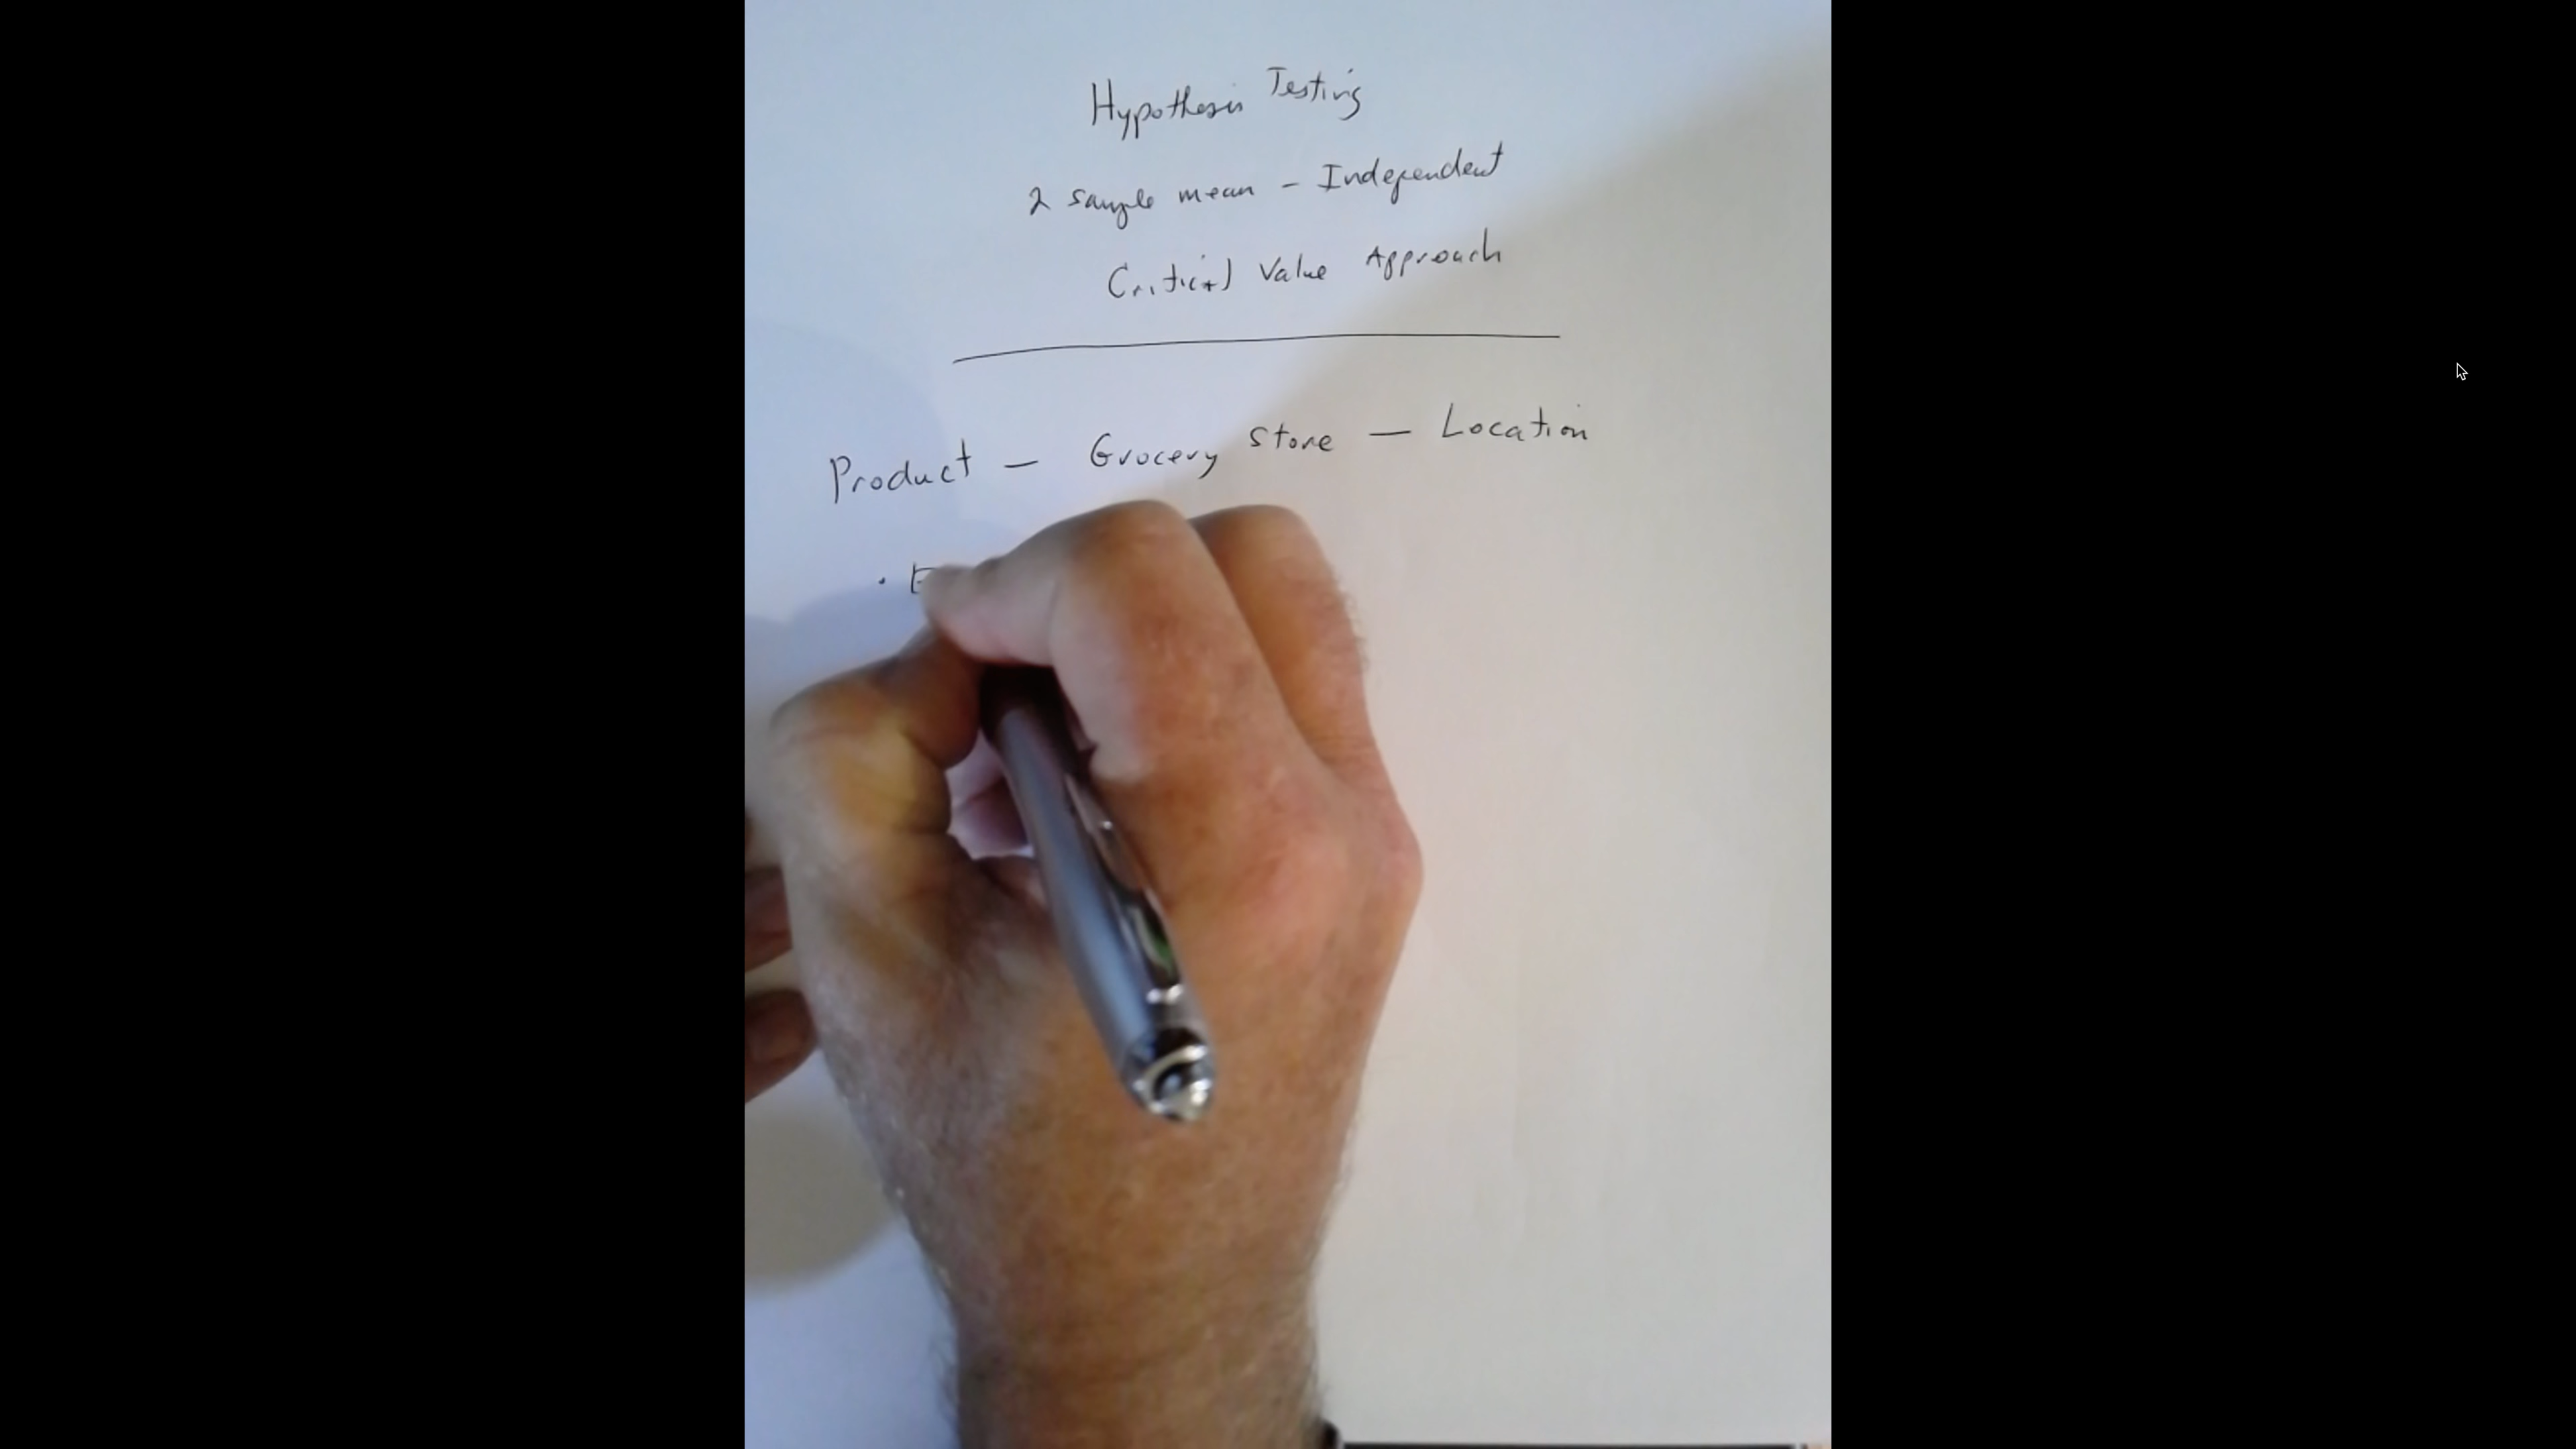 Hypothesis Testing
2 sample mean - Independent
Critical Value Approach
Product — Grocery Store — Location
· E